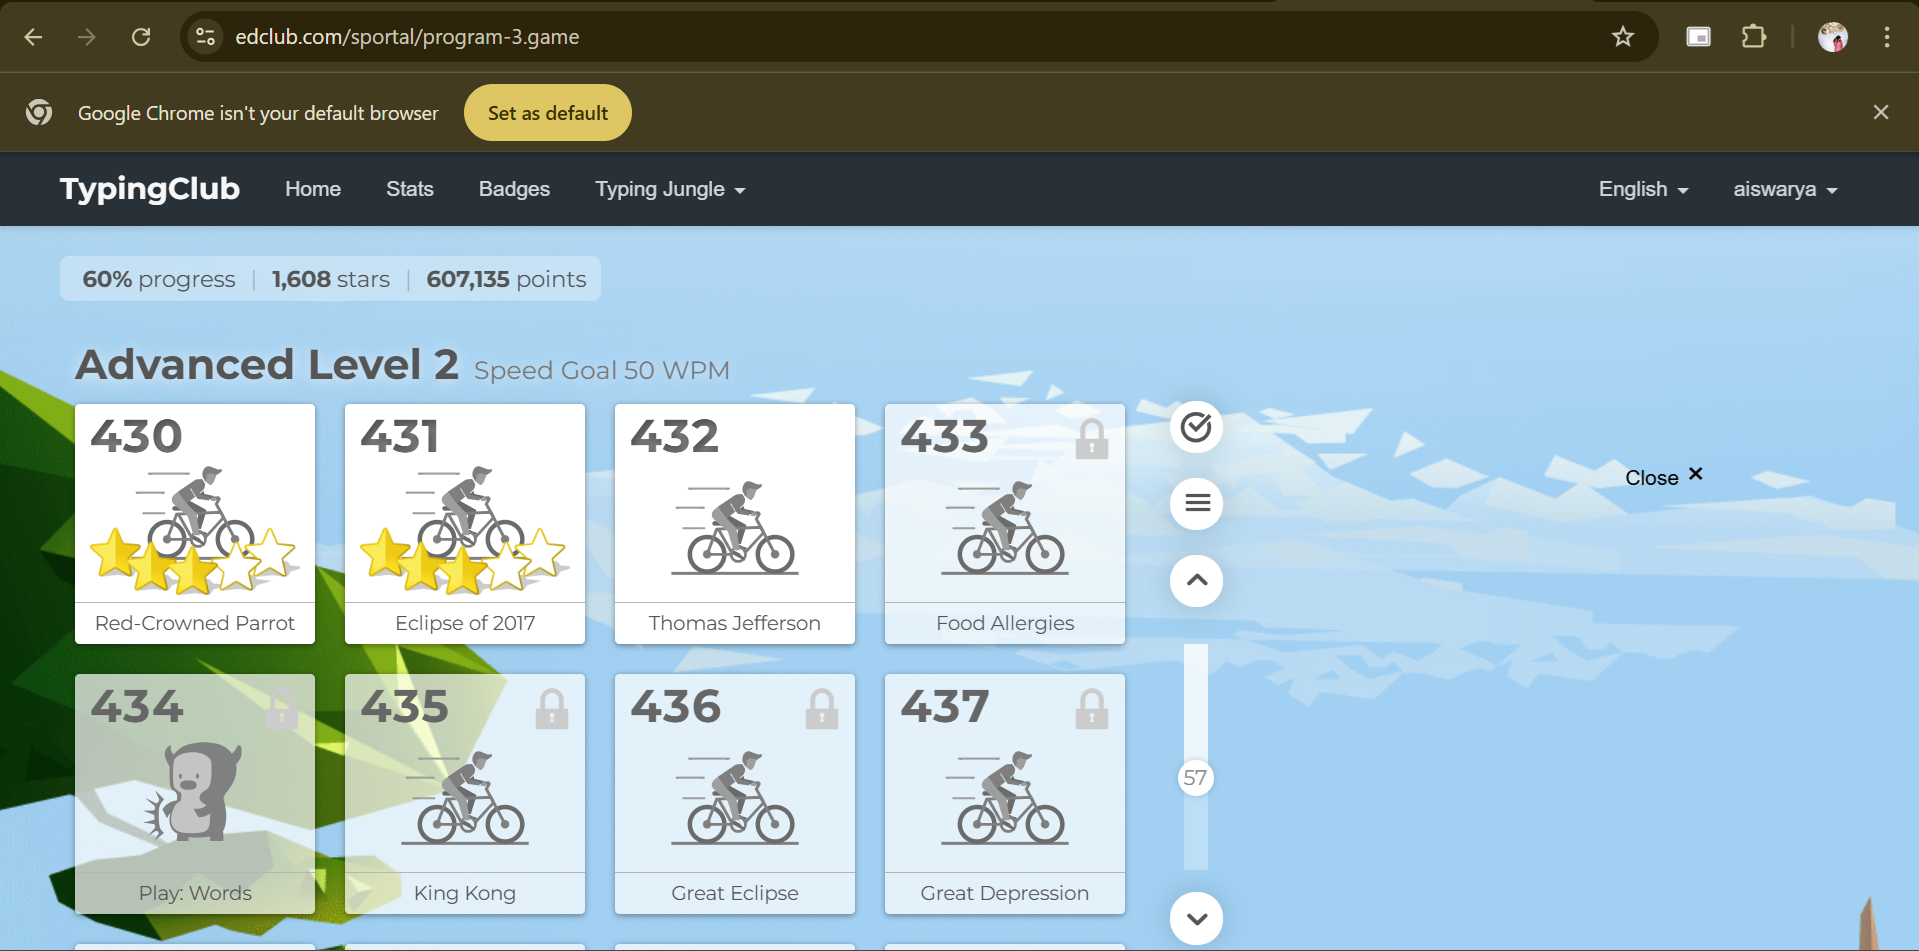 edclub.com/sportal/program-3.game
Google Chrome isn't your default browser Set as default
TypingClub Home Stats Badges Typing Jungle English aiswarya
60% progress | 1,608 stars | 607,135 points
Advanced Level 2 Speed Goal 50 WPM
430 431 432 433
Close
Red-Crowned Parrot Eclipse of 2017 Thomas Jefferson Food Allergies
434 435 436 437
57
Play: Words King Kong Great Eclipse Great Depression